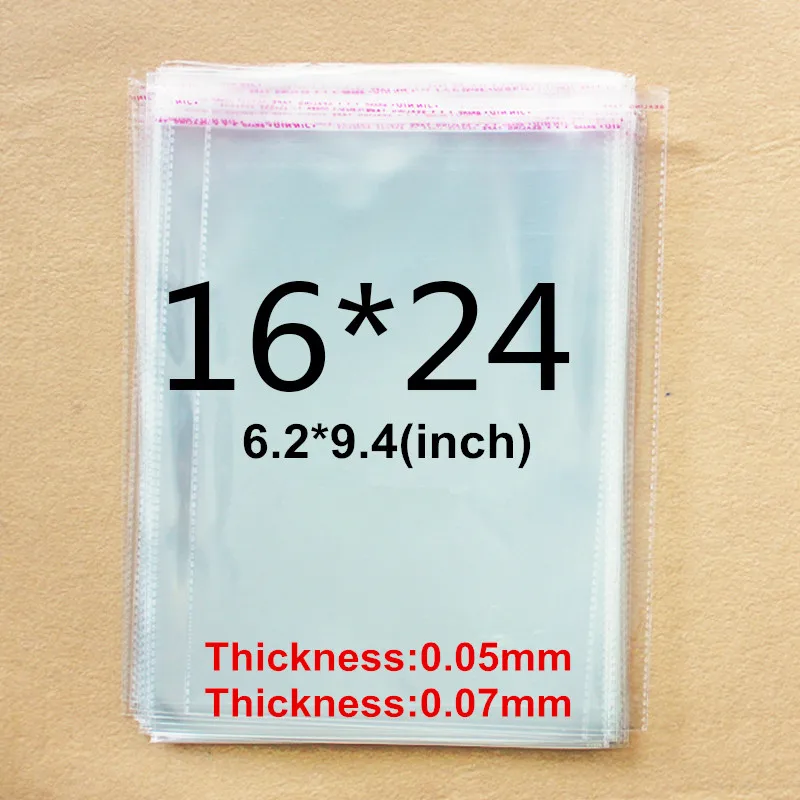 16*24
6.2*9.4(inch)
Thickness:0.05mm
Thickness:0.07mm